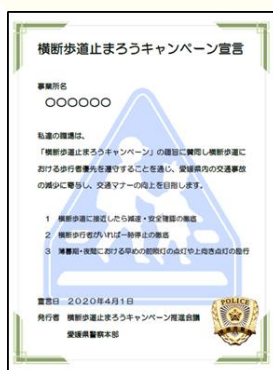 横断歩道止まろうキャンペーン宣言
事業所名
○○○○○○
私達の職場は、
「横断歩道止まろうキャンペーン」の趣旨に賛同し横断歩道に
おける歩行者優先を遵守することを通じ、愛媛県内の交通事故
の減少に寄与し、交通マナーの向上を目指します。
1 横断歩道に接近したら減速・安全確認の徹底
2 横断歩行者がいれば一時停止の徹底
3 薄暮期・夜間における早めの前照灯の点灯や上向き点灯の励行
宣言日 2020年4月1日
発行者 横断歩道止まろうキャンペーン推進会議
愛媛県警察本部
POLICE